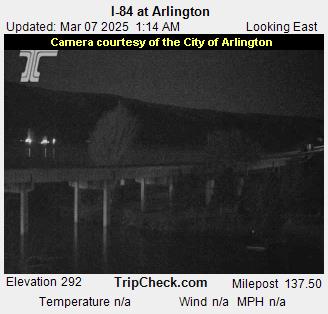 I-84 at Arlington
Updated: Mar 07 2025 1:14 AM Looking East
Camera courtesy of the City of Arlington
Elevation 292 TripCheck.com Milepost 137.50
Temperature n/a Wind n/a MPH n/a